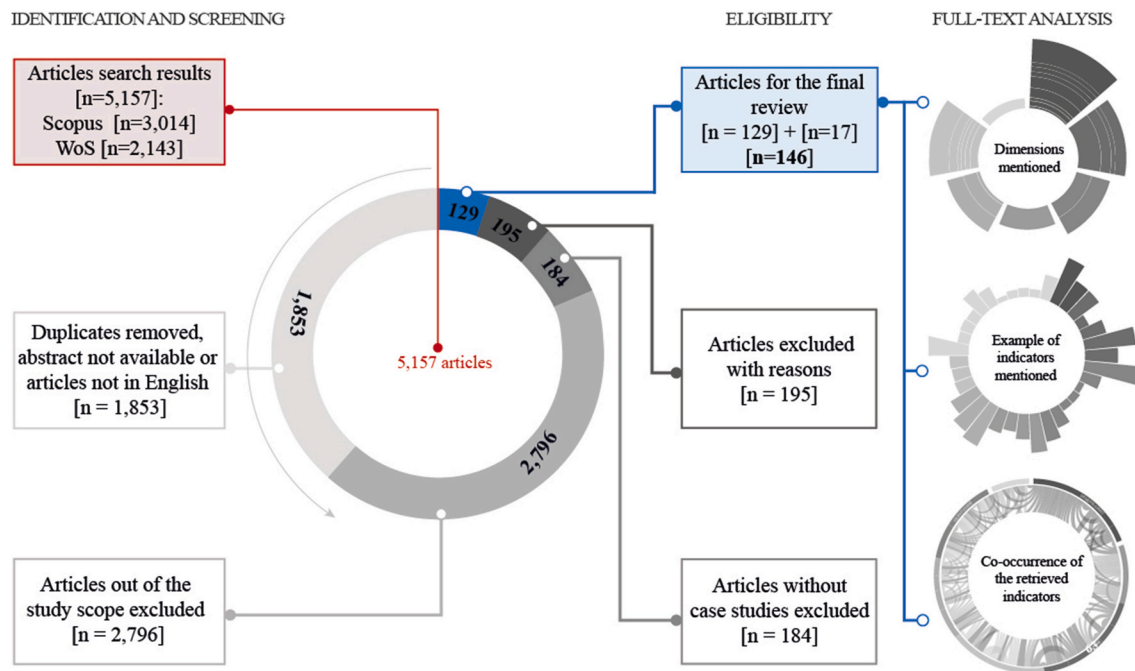 IDENTIFICATION AND SCREENING
ELIGIBILITY
FULL-TEXT ANALYSIS
Articles search results
[n=5,157]:
Scopus [n=3,014]
WoS [n=2,143]
Articles for the final
review
[n = 129] + [n=17]
[n=146]
Dimensions
mentioned
129
195
184
1,853
2,796
5,157 articles
Duplicates removed,
abstract not available or
articles not in English
[n = 1,853]
Articles excluded
with reasons
[n = 195]
Example of
indicators
mentioned
Articles out of the
study scope excluded
[n = 2,796]
Articles without
case studies excluded
[n = 184]
Co-occurrence of
the retrieved
indicators